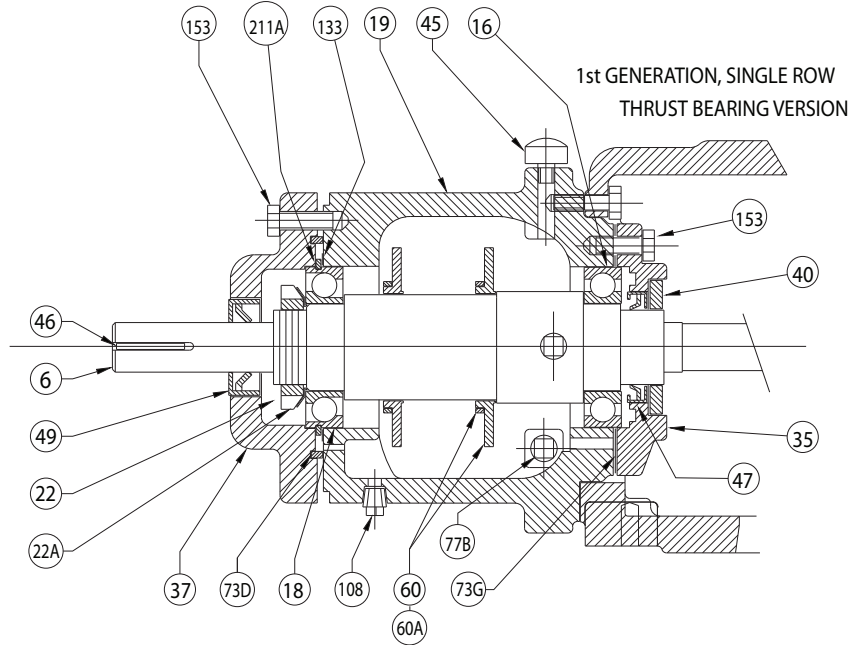 153
211A
133
19
45
16
1st GENERATION, SINGLE ROW
THRUST BEARING VERSION
153
40
46
6
49
22
22A
37
73D
18
108
60
60A
77B
73G
47
35